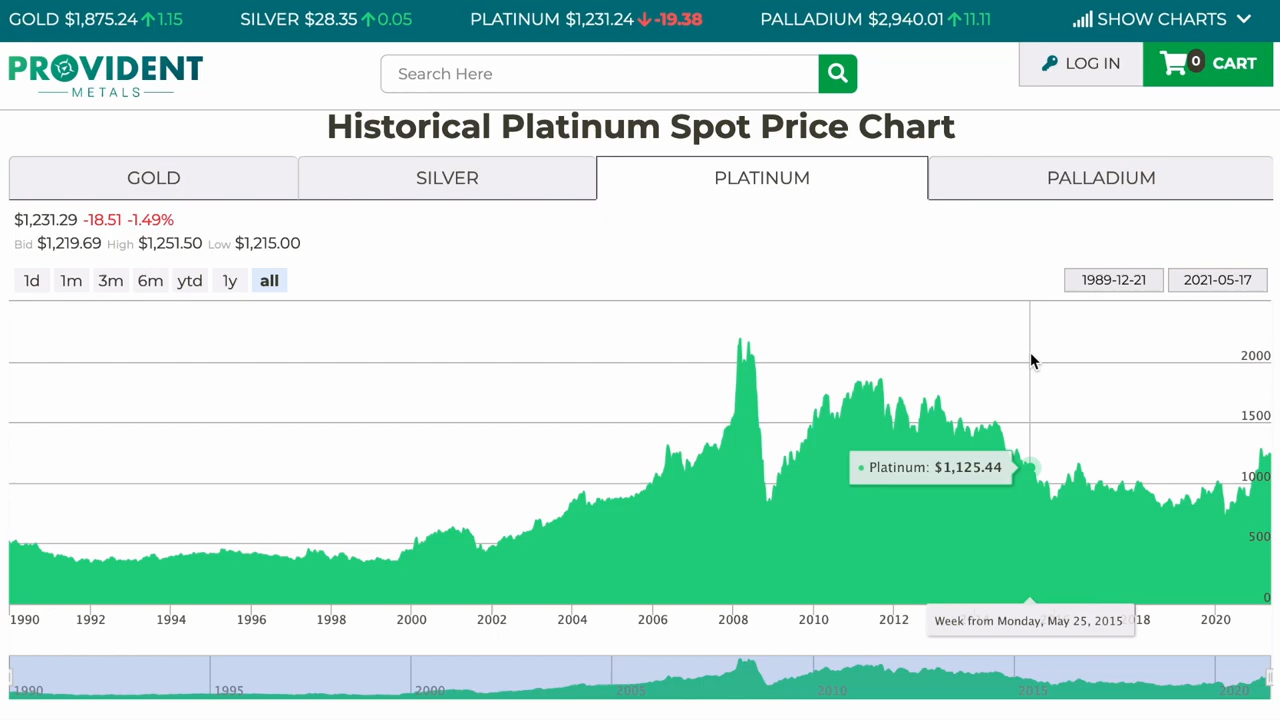 GOLD $1,875.24 ↑1.15 SILVER $28.35 ↑0.05 PLATINUM $1,231.24 ↓-19.38 PALLADIUM $2,940.01 ↑11.11 SHOW CHARTS
PROVIDENT
METALS
Search Here
LOG IN
0 CART
Historical Platinum Spot Price Chart
GOLD SILVER PLATINUM PALLADIUM
$1,231.29 -18.51 -1.49%
Bid $1,219.69 High $1,251.50 Low $1,215.00
1d 1m 3m 6m ytd 1y all
1989-12-21 2021-05-17
2000
1500
Platinum: $1,125.44
1000
500
0
1990 1992 1994 1996 1998 2000 2002 2004 2006 2008 2010 2012 18 2020
Week from Monday, May 25, 2015
1990 1995 2000 2005 2010 2015 2020